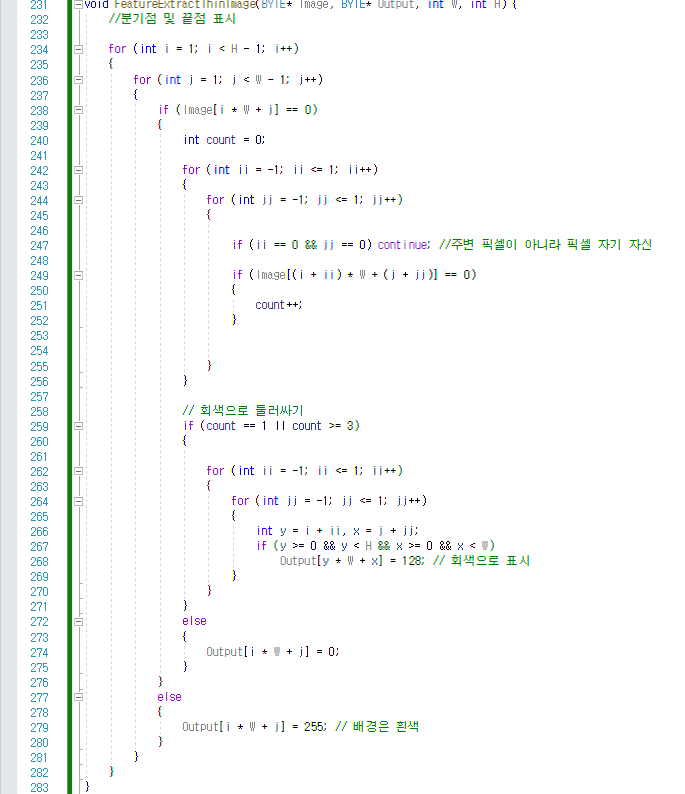 231 void FeatureExtractThinImage(BYTE* Image, BYTE* Output, int W, int H) {
232 //분기점 및 끝점 표시
233
234 for (int i = 1; i < H - 1; i++)
235 {
236 for (int j = 1; j < W - 1; j++)
237 {
238 if (Image[i * W + j] == 0)
239 {
240 int count = 0;
241
242 for (int ii = -1; ii <= 1; ii++)
243 {
244 for (int jj = -1; jj <= 1; jj++)
245 {
246
247 if (ii == 0 && jj == 0) continue; //주변 픽셀이 아니라 픽셀 자기 자신
248
249 if (Image[(i + ii) * W + (j + jj)] == 0)
250 {
251 count++;
252 }
253
254
255 }
256 }
257
258 // 회색으로 둘러싸기
259 if (count == 1 || count >= 3)
260 {
261
262 for (int ii = -1; ii <= 1; ii++)
263 {
264 for (int jj = -1; jj <= 1; jj++)
265 {
266 int y = i + ii, x = j + jj;
267 if (y >= 0 && y < H && x >= 0 && x < W)
268 Output[y * W + x] = 128; // 회색으로 표시
269 }
270 }
271 }
272 else
273 {
274 Output[i * W + j] = 0;
275 }
276 }
277 else
278 {
279 Output[i * W + j] = 255; // 배경은 흰색
280 }
281 }
282 }
283 }